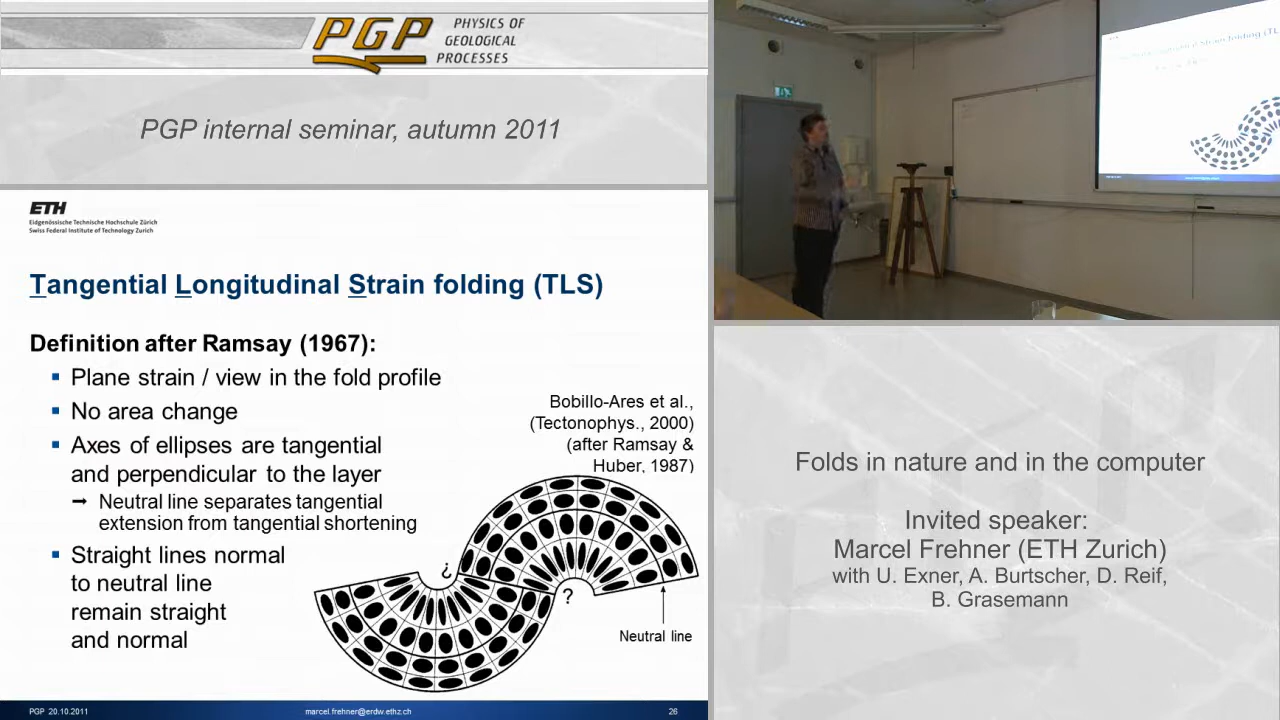 PGP
PHYSICS OF
GEOLOGICAL
PROCESSES
PGP internal seminar, autumn 2011
ETH
Eidgenössische Technische Hochschule Zürich
Swiss Federal Institute of Technology Zurich
Tangential Longitudinal Strain folding (TLS)
Definition after Ramsay (1967):
Plane strain / view in the fold profile
No area change
Axes of ellipses are tangential
and perpendicular to the layer
➞ Neutral line separates tangential
extension from tangential shortening
Straight lines normal
to neutral line
remain straight
and normal
Bobillo-Ares et al.,
(Tectonophys., 2000)
(after Ramsay &
Huber, 1987)
¿
?
Neutral line
PGP 20.10.2011
marcel.frehner@erdw.ethz.ch
26
Folds in nature and in the computer
Invited speaker:
Marcel Frehner (ETH Zurich)
with U. Exner, A. Burtscher, D. Reif,
B. Grasemann